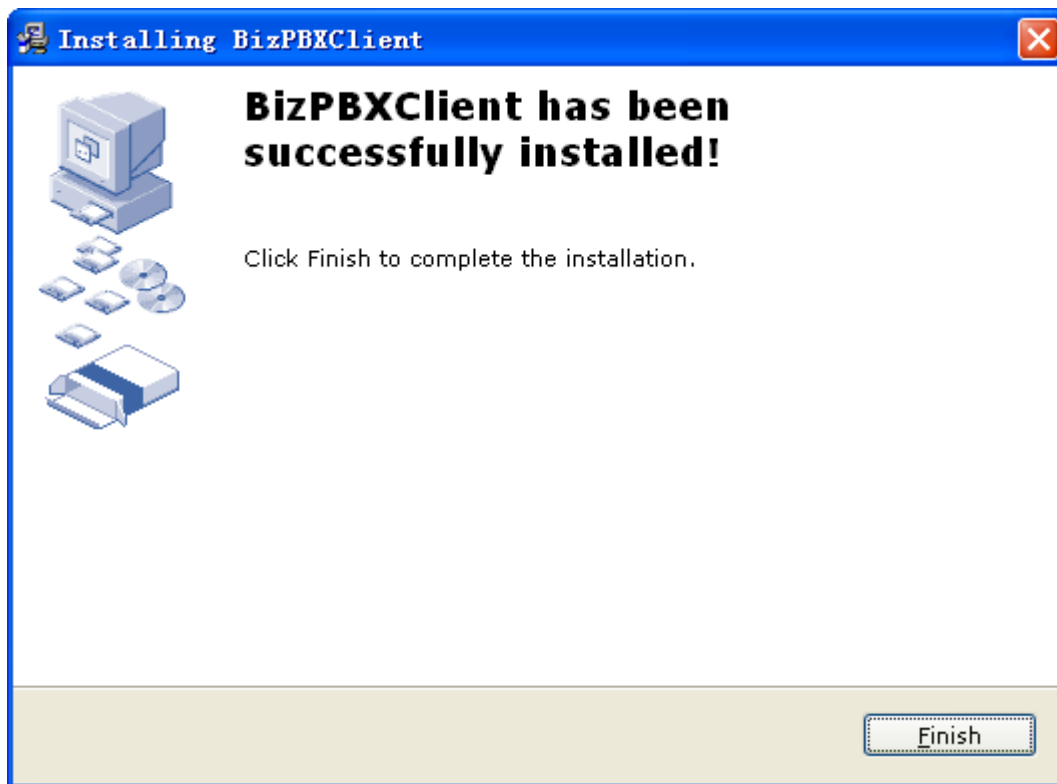 Installing BizPBXClient
BizPBXClient has been
successfully installed!
Click Finish to complete the installation.
Finish